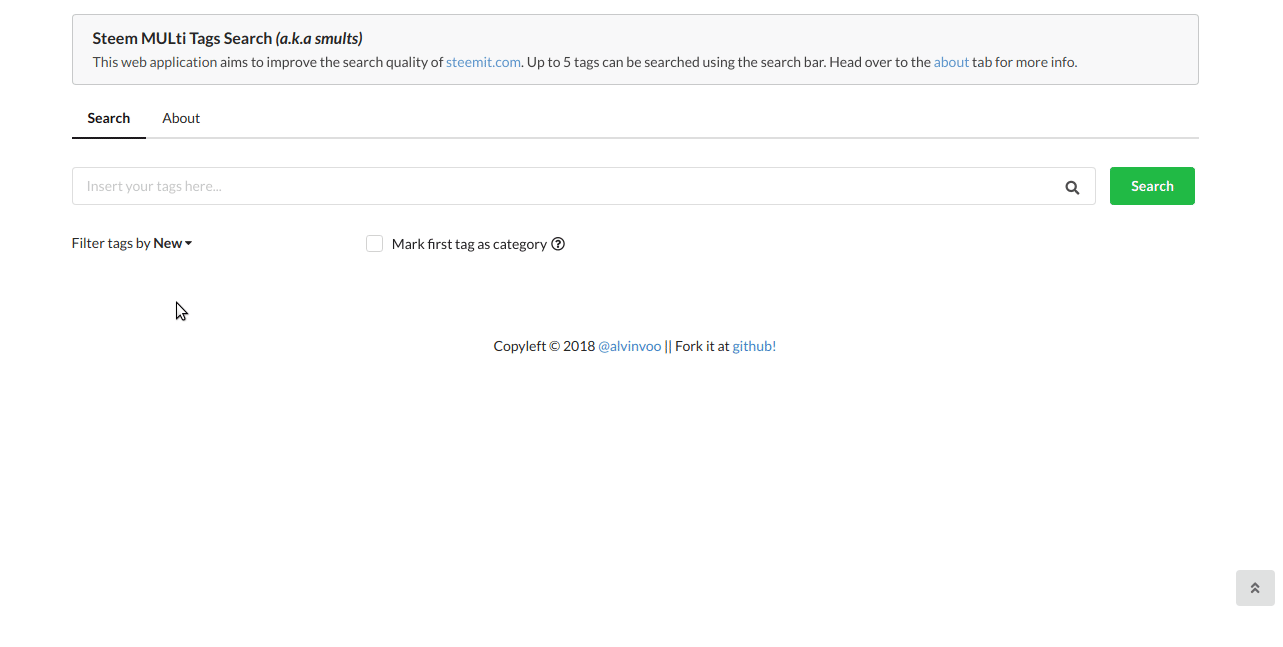 Steem MULti Tags Search (a.k.a smults)
This web application aims to improve the search quality of steemit.com. Up to 5 tags can be searched using the search bar. Head over to the about tab for more info.
Search About
Insert your tags here... Search
Filter tags by New Mark first tag as category
Copyleft © 2018 @alvinvoo || Fork it at github!